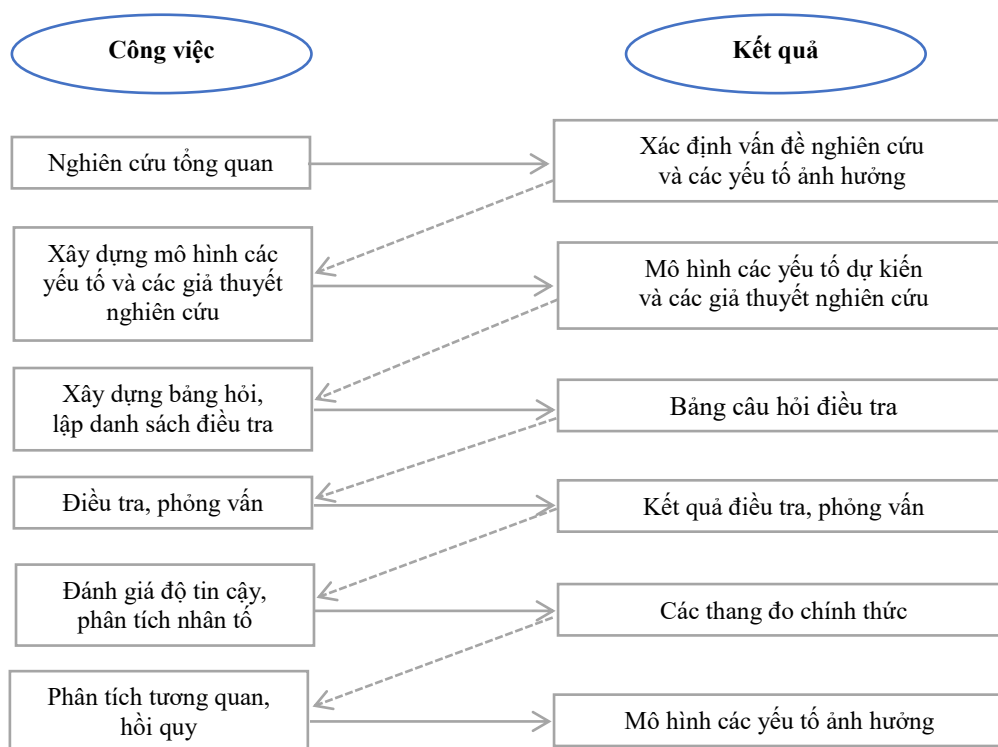 Công việc
Kết quả
Nghiên cứu tổng quan
Xác định vấn đề nghiên cứu
và các yếu tố ảnh hưởng
Xây dựng mô hình các
yếu tố và các giả thuyết
nghiên cứu
Mô hình các yếu tố dự kiến
và các giả thuyết nghiên cứu
Xây dựng bảng hỏi,
lập danh sách điều tra
Bảng câu hỏi điều tra
Điều tra, phỏng vấn
Kết quả điều tra, phỏng vấn
Đánh giá độ tin cậy,
phân tích nhân tố
Các thang đo chính thức
Phân tích tương quan,
hồi quy
Mô hình các yếu tố ảnh hưởng